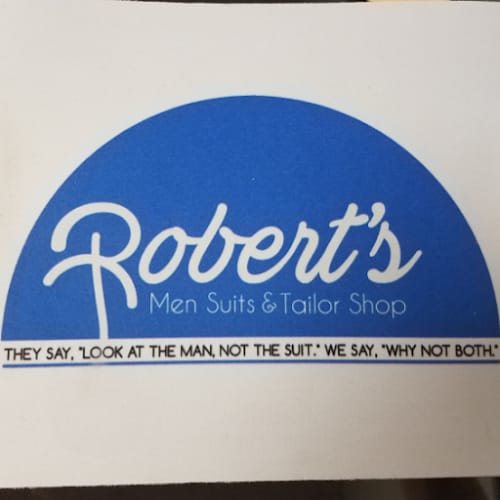 Robert's
Men Suits & Tailor Shop
THEY SAY, "LOOK AT THE MAN, NOT THE SUIT." WE SAY, "WHY NOT BOTH."